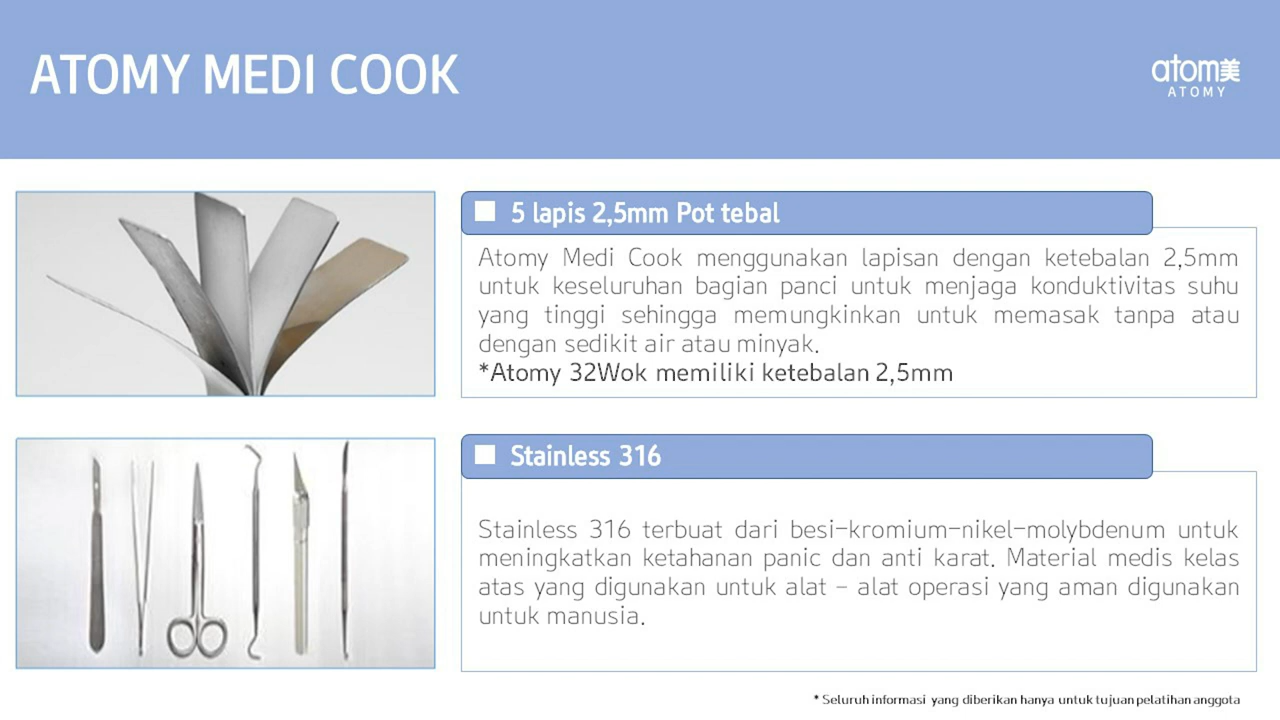 ATOMY MEDI COOK
atom美
ATOMY
5 lapis 2,5mm Pot tebal
Atomy Medi Cook menggunakan lapisan dengan ketebalan 2,5mm
untuk keseluruhan bagian panci untuk menjaga konduktivitas suhu
yang tinggi sehingga memungkinkan untuk memasak tanpa atau
dengan sedikit air atau minyak.
*Atomy 32Wok memiliki ketebalan 2,5mm
Stainless 316
Stainless 316 terbuat dari besi-kromium-nikel-molybdenum untuk
meningkatkan ketahanan panic dan anti karat. Material medis kelas
atas yang digunakan untuk alat – alat operasi yang aman digunakan
untuk manusia.
* Seluruh informasi yang diberikan hanya untuk tujuan pelatihan anggota